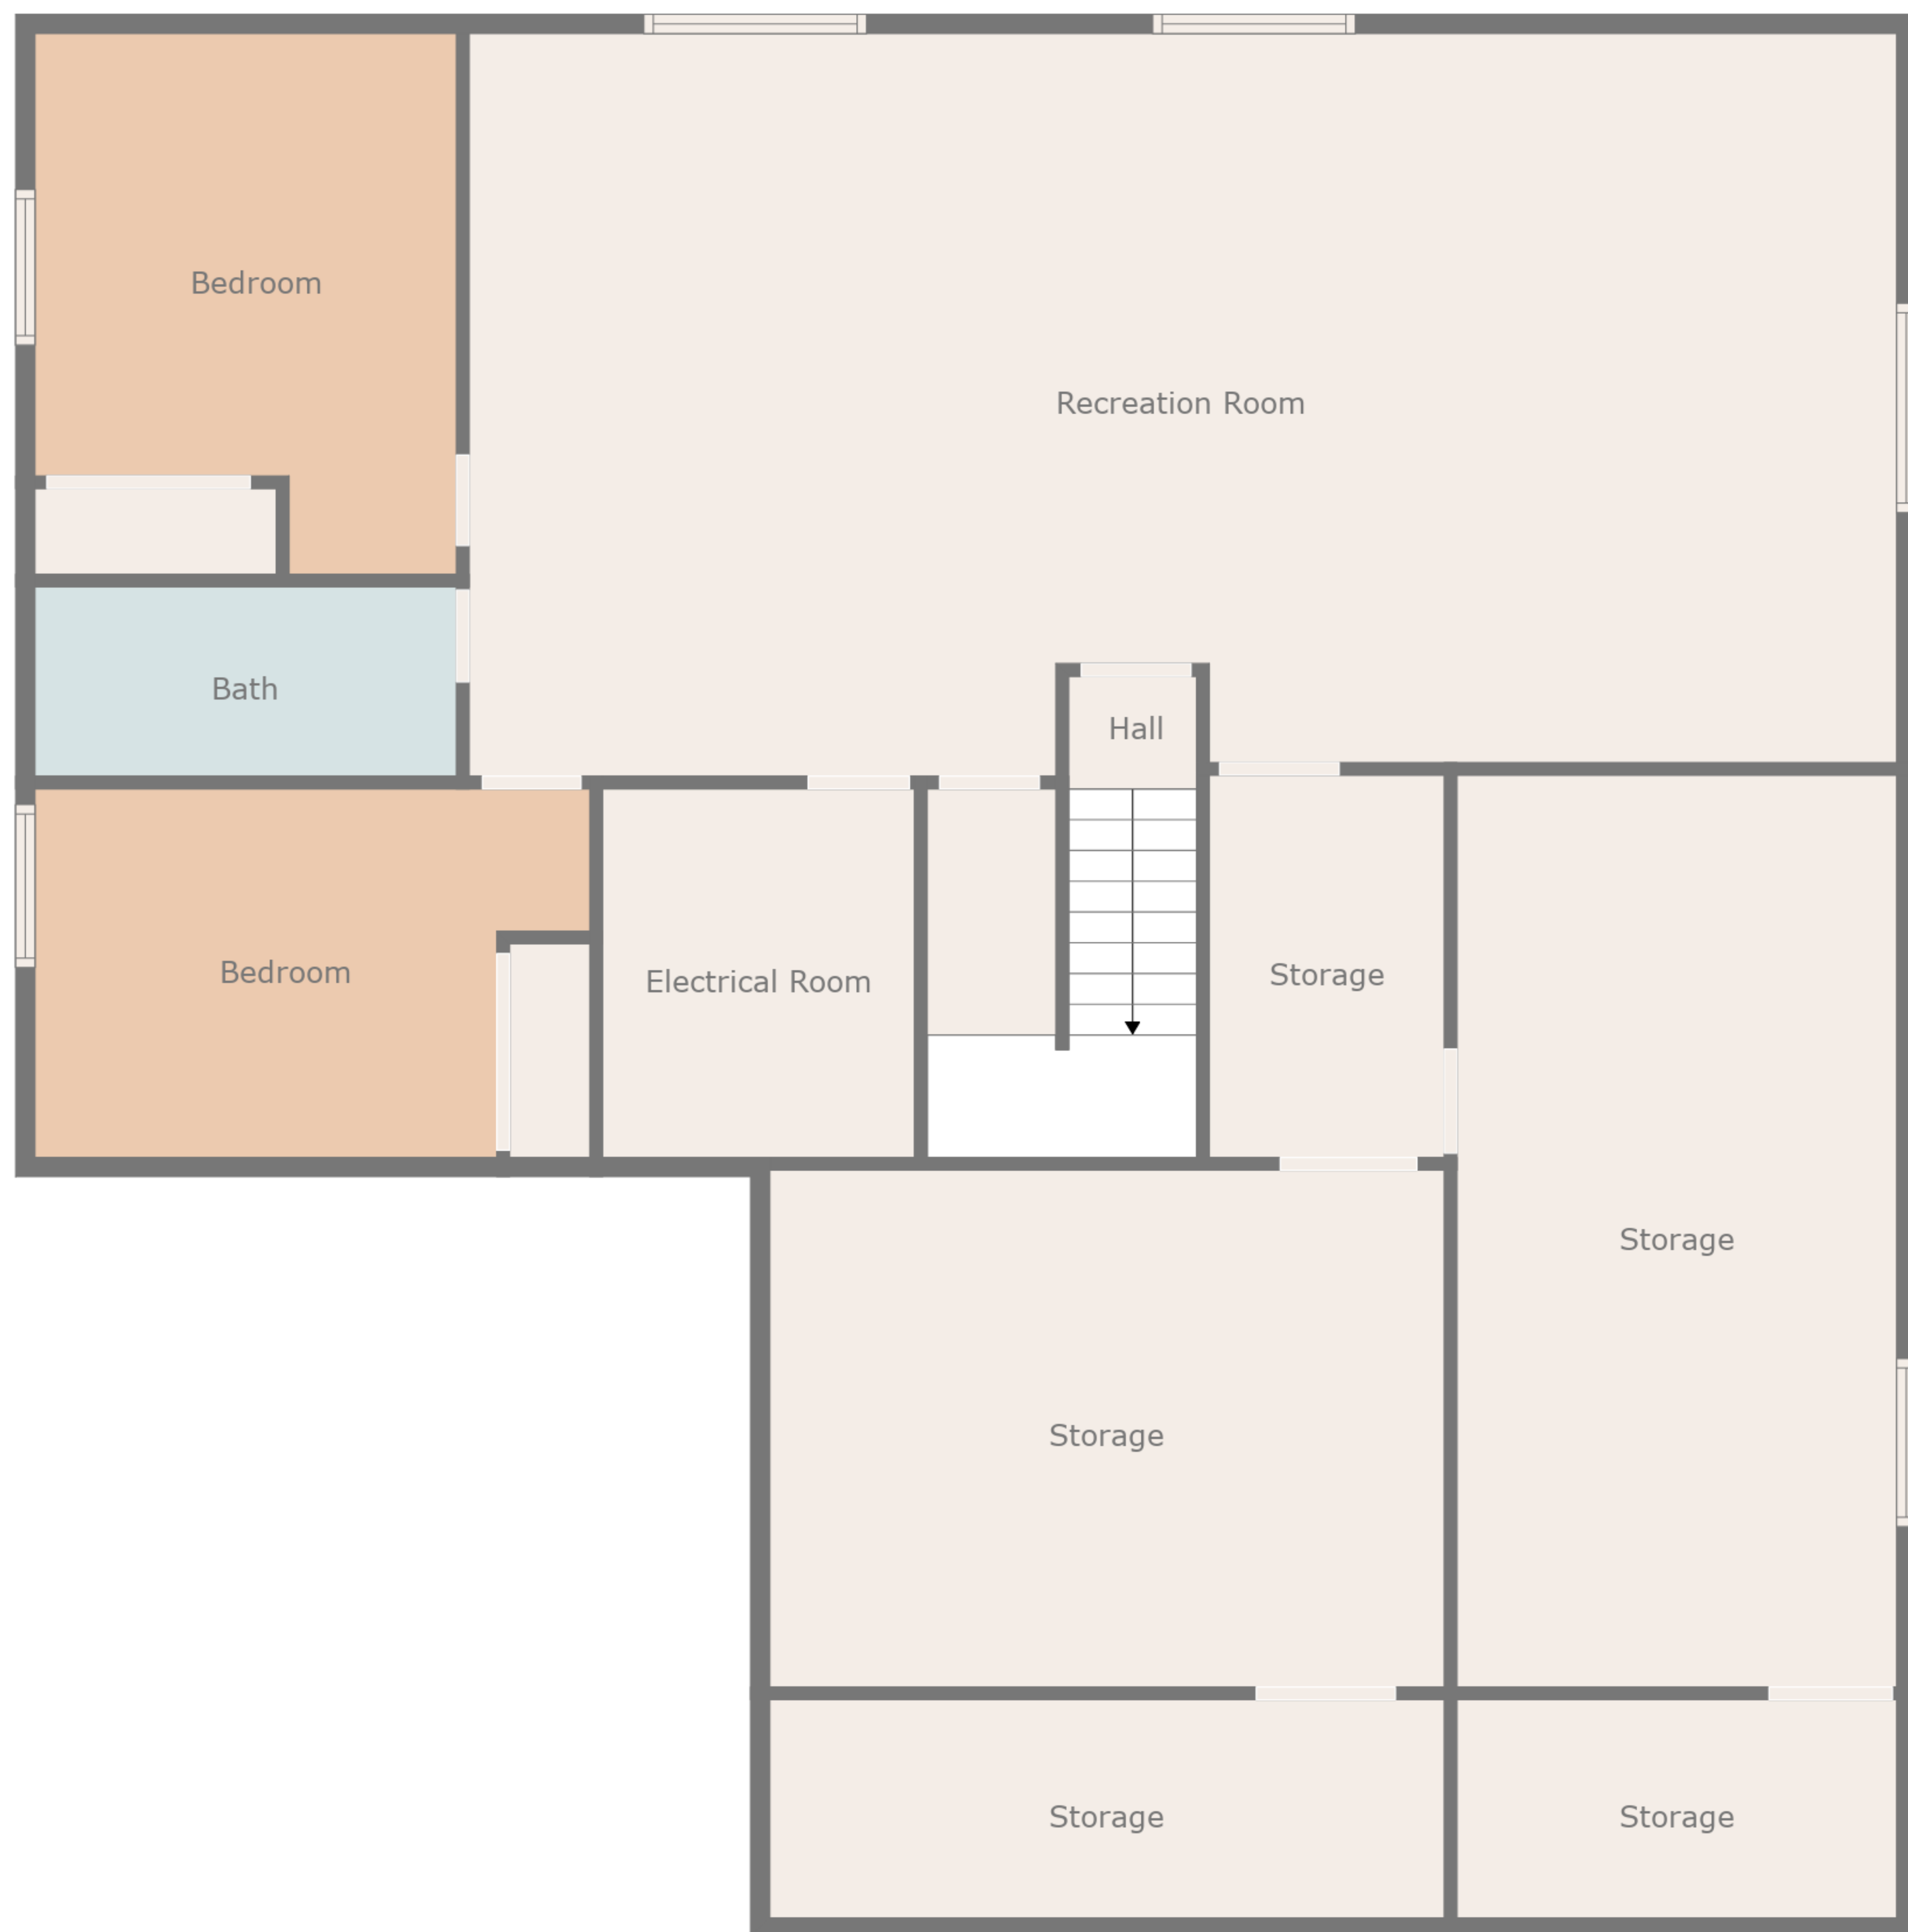 Bedroom
Recreation Room
Bath
Hall
Bedroom
Electrical Room
Storage
Storage
Storage
Storage
Storage